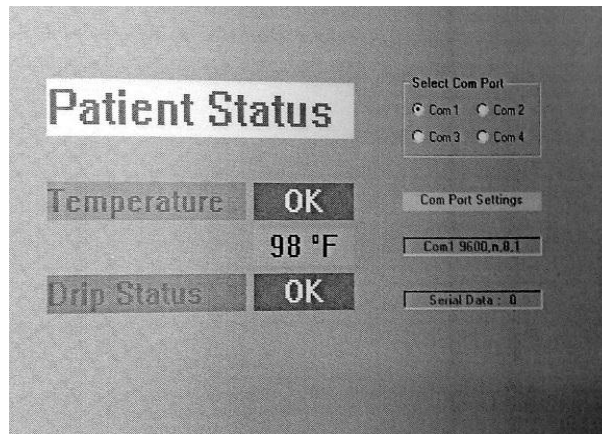 Patient Status
Select Com Port
Com 1 Com 2
Com 3 Com 4
Temperature OK
98 °F
Drip Status OK
Com Port Settings
Com1 9600,n,8,1
Serial Data : 0